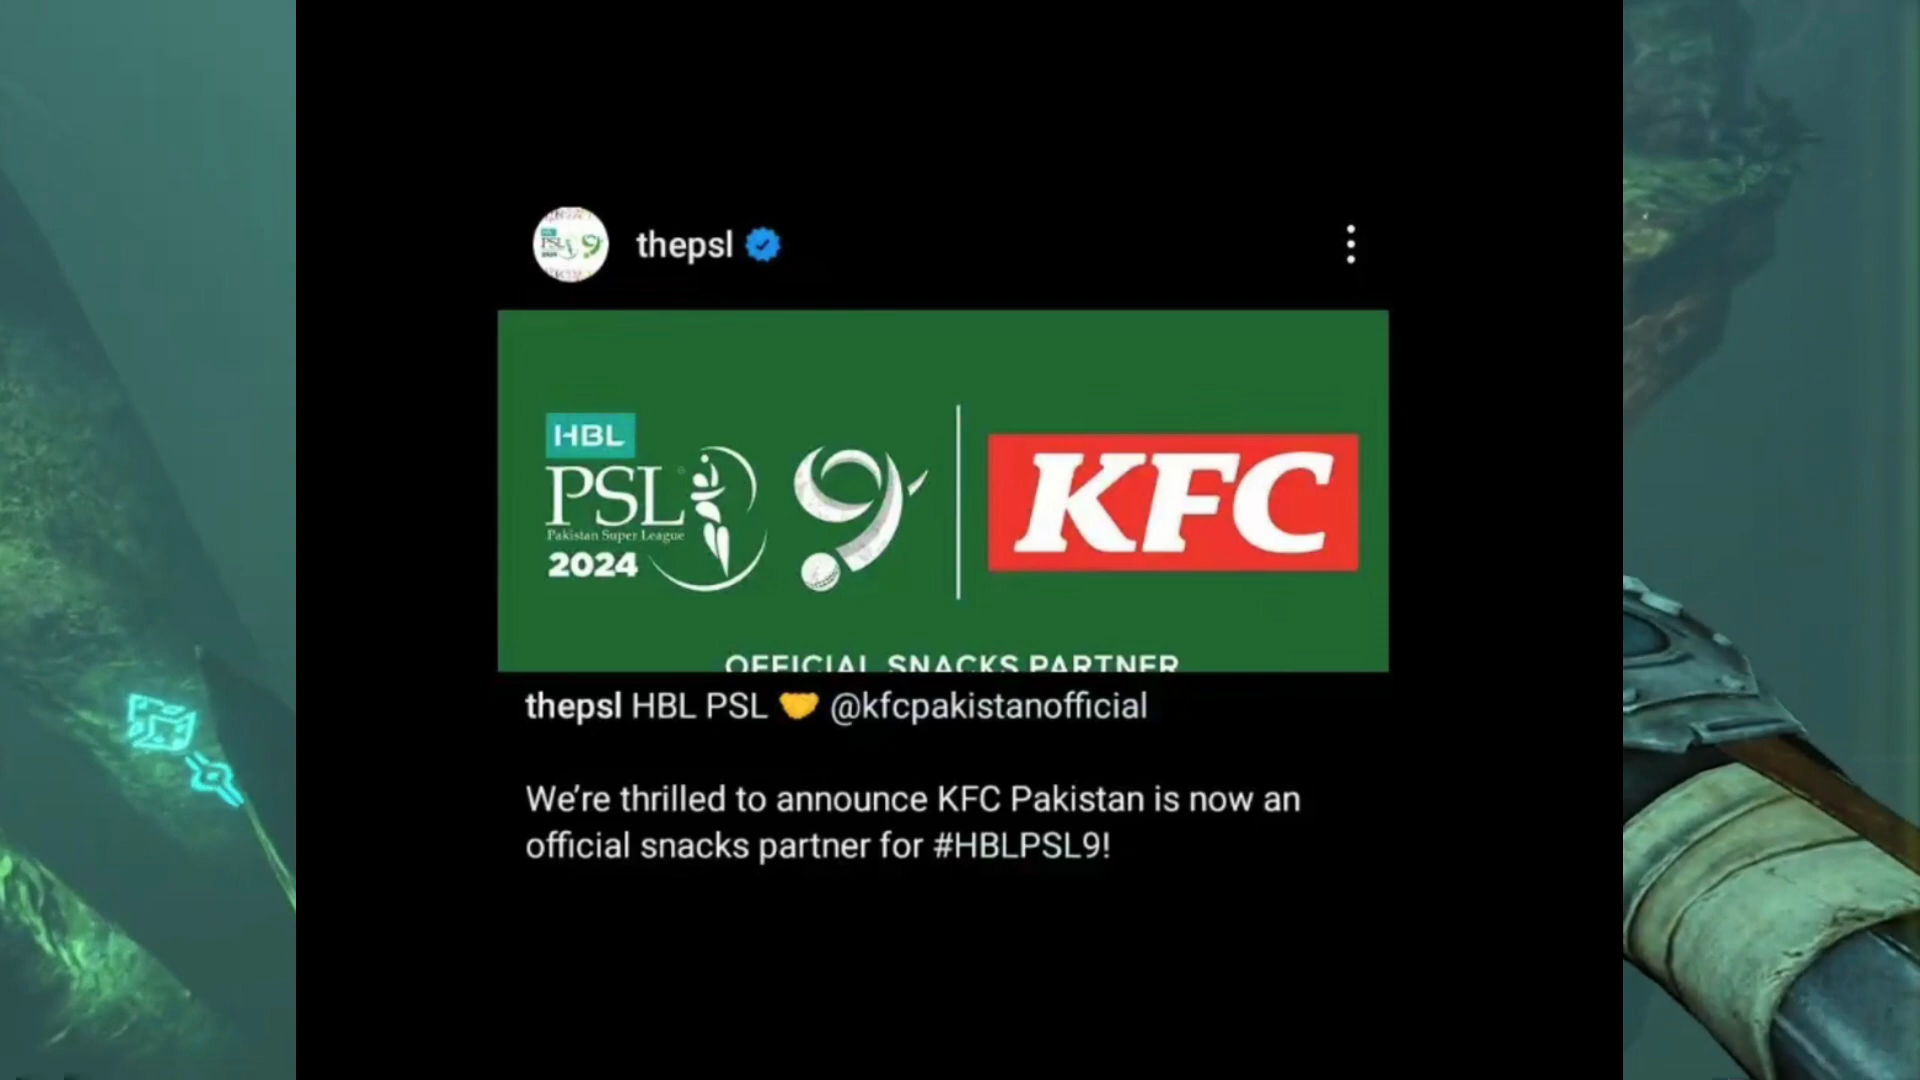 thepsl
HBL
PSL
Pakistan Super League
2024
9
KFC
OFFICIAL SNACKS PARTNER
thepsl HBL PSL 🤝 @kfcpakistanofficial
We’re thrilled to announce KFC Pakistan is now an
official snacks partner for #HBLPSL9!